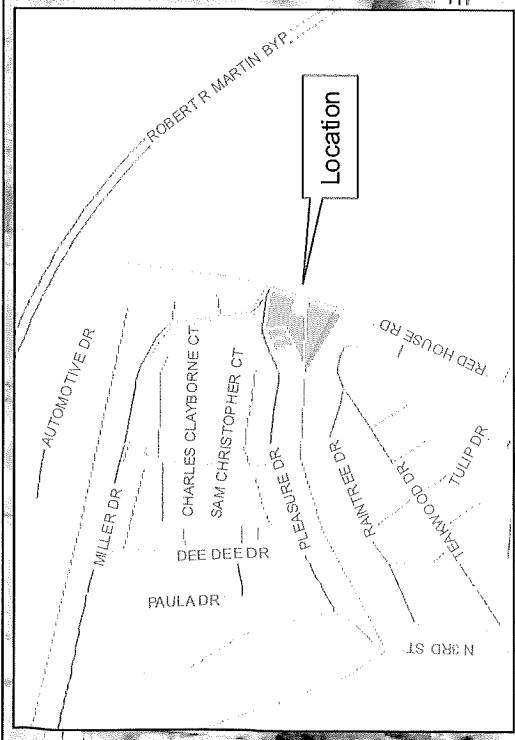 ROBERT R MARTIN BYP
Location
AUTOMOTIVE DR
MILLER DR
CHARLES CLAYBORNE CT
SAM CHRISTOPHER CT
DEE DEE DR
PAULA DR
PLEASURE DR
RAINTREE DR
RED HOUSE RD
TULIP DR
TEAKWOOD DR
N 3RD ST